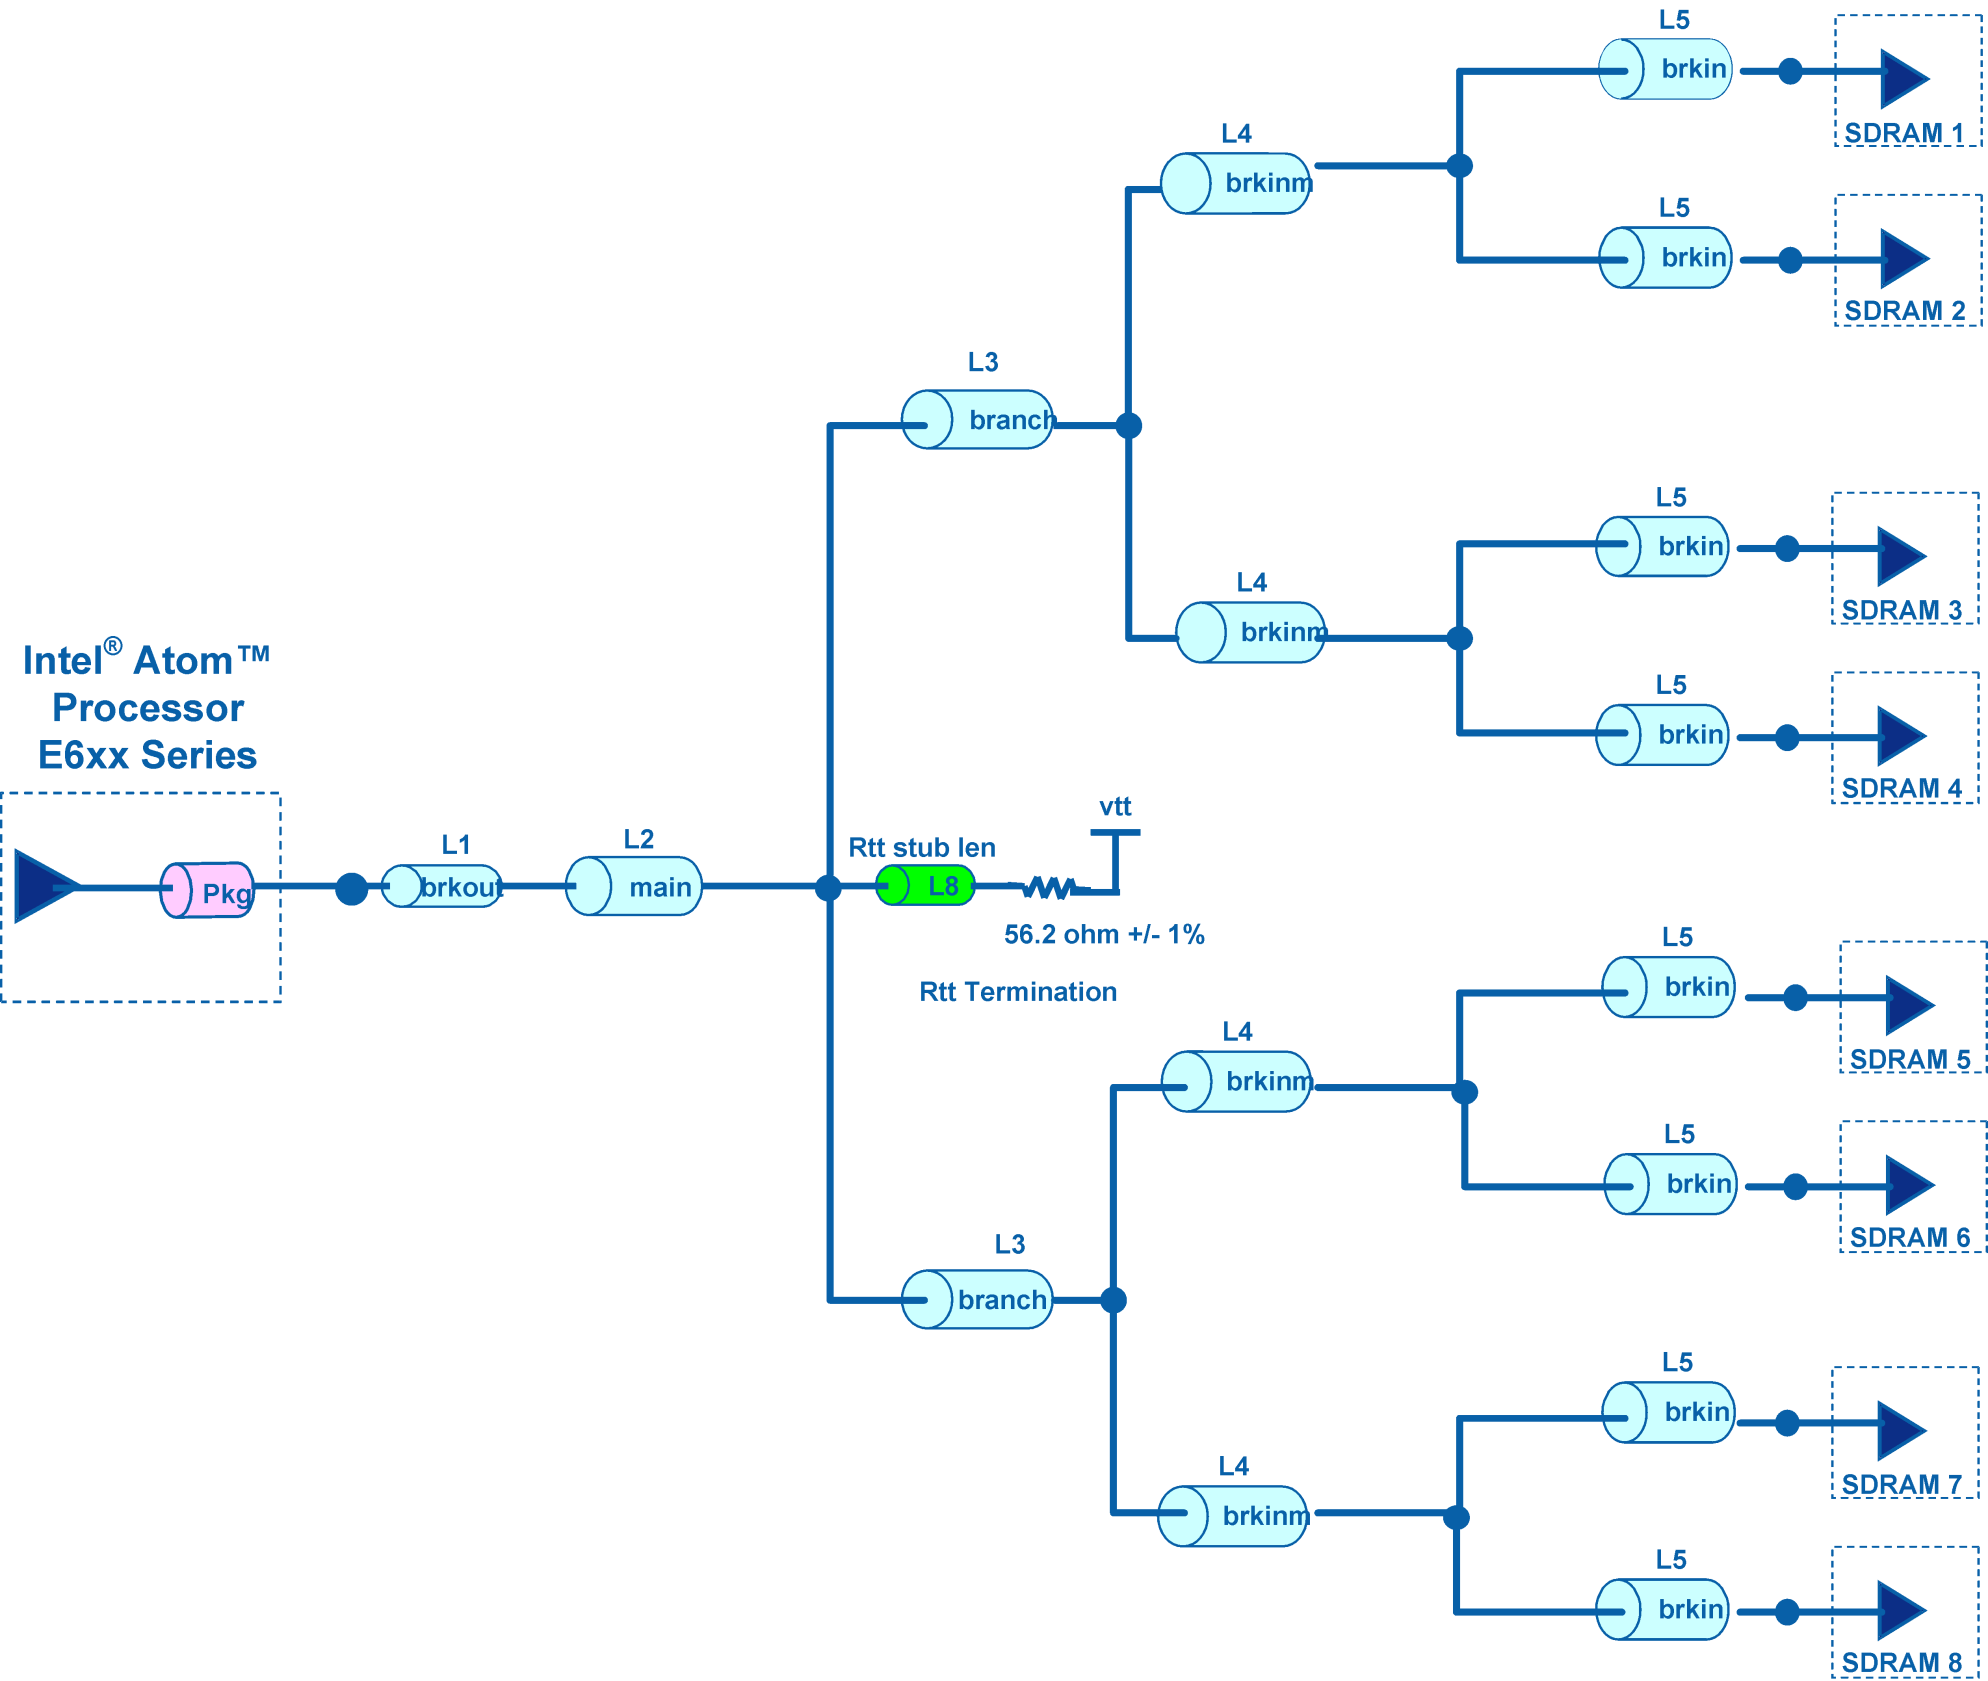 L5
brkin
SDRAM 1
L4
brkinm
L5
brkin
SDRAM 2
L3
branch
L5
brkin
SDRAM 3
L4
brkinm
L5
brkin
SDRAM 4
Intel® Atom™
Processor
E6xx Series
Pkg
L1
brkout
L2
main
Rtt stub len
L8
vtt
56.2 ohm +/- 1%
Rtt Termination
L5
brkin
SDRAM 5
L4
brkinm
L5
brkin
SDRAM 6
L3
branch
L5
brkin
SDRAM 7
L4
brkinm
L5
brkin
SDRAM 8